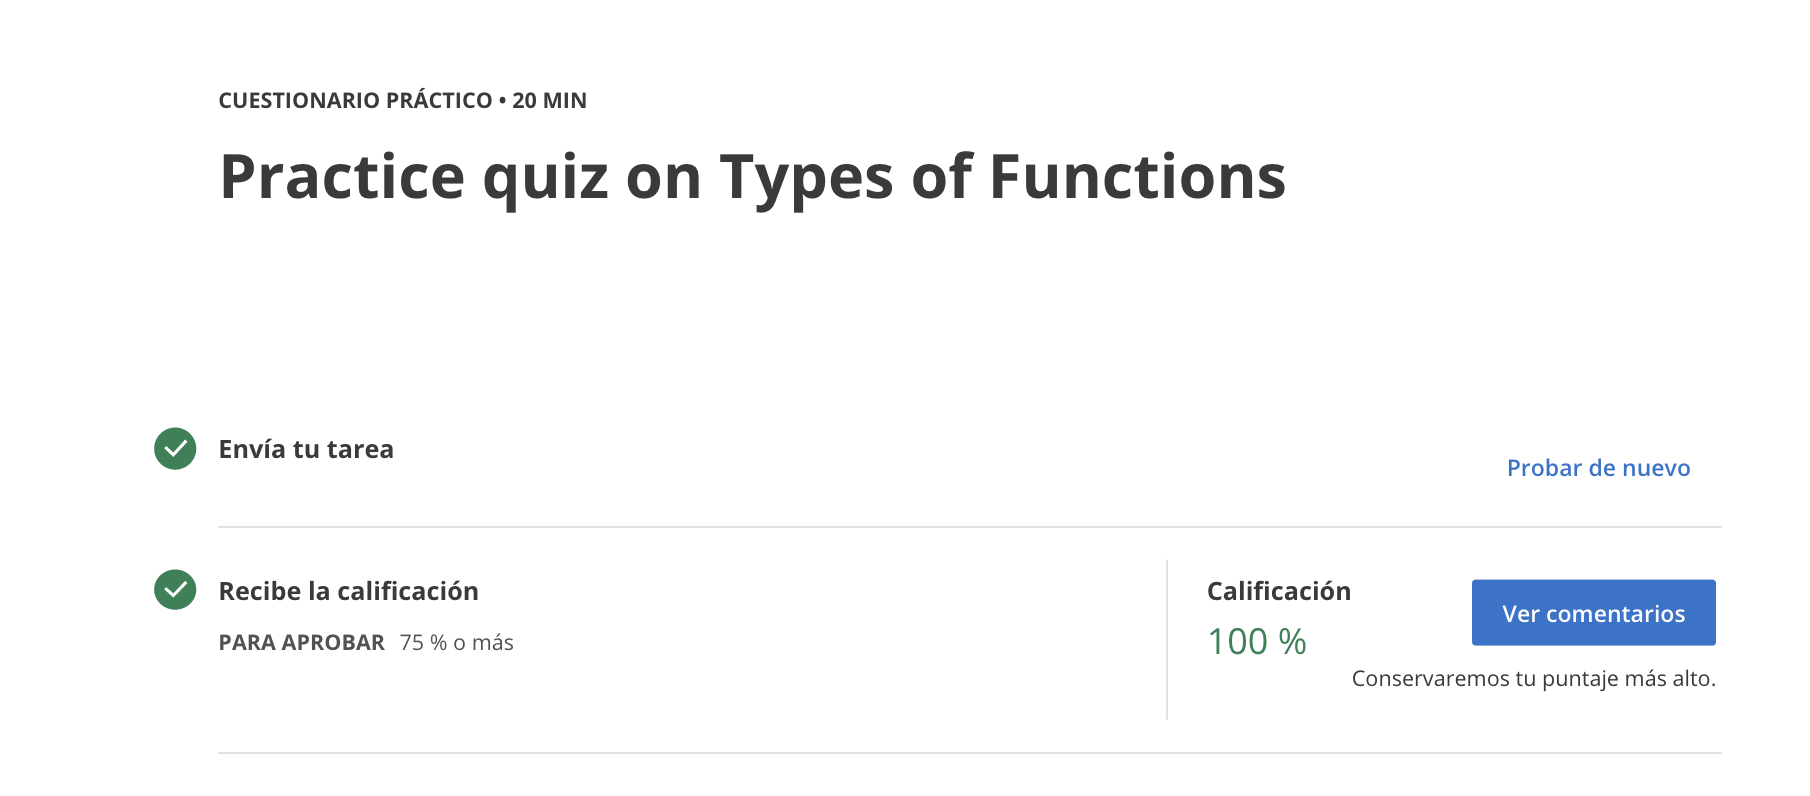 CUESTIONARIO PRÁCTICO • 20 MIN
Practice quiz on Types of Functions
Envía tu tarea
Probar de nuevo
Recibe la calificación
PARA APROBAR 75 % o más
Calificación
100 %
Ver comentarios
Conservaremos tu puntaje más alto.